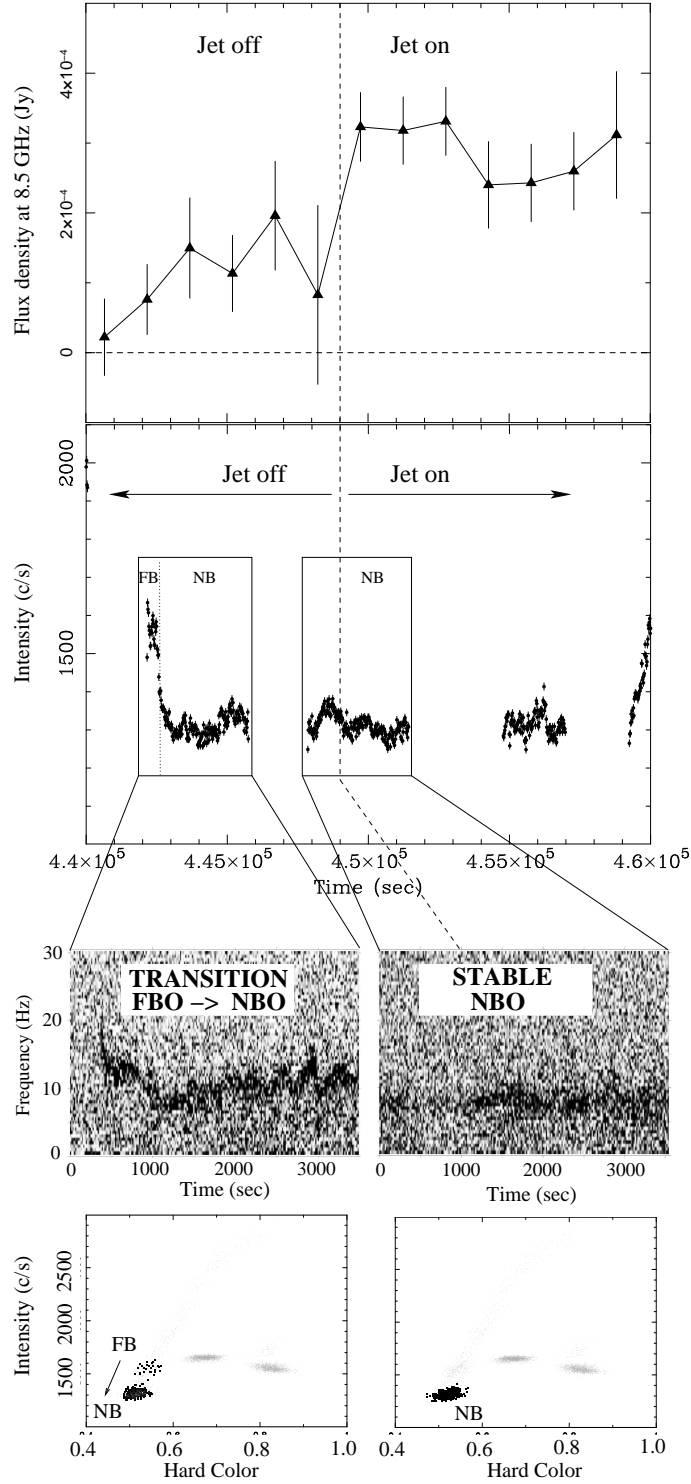 Jet off Jet on
Flux density at 8.5 GHz (Jy)
4×10⁻⁴
2×10⁻⁴
0
Jet off Jet on
Intensity (c/s)
2000
1500
FB NB NB
4.4×10⁵ 4.45×10⁵ 4.5×10⁵ 4.55×10⁵ 4.6×10⁵
Time (sec)
Frequency (Hz)
30
20
10
0
TRANSITION
FBO −> NBO
STABLE
NBO
0 1000 2000 3000 0 1000 2000 3000
Time (sec) Time (sec)
Intensity (c/s)
2500
2000
1500
FB
NB NB
0.4 0.6 0.8 1.0 0.4 0.6 0.8 1.0
Hard Color Hard Color